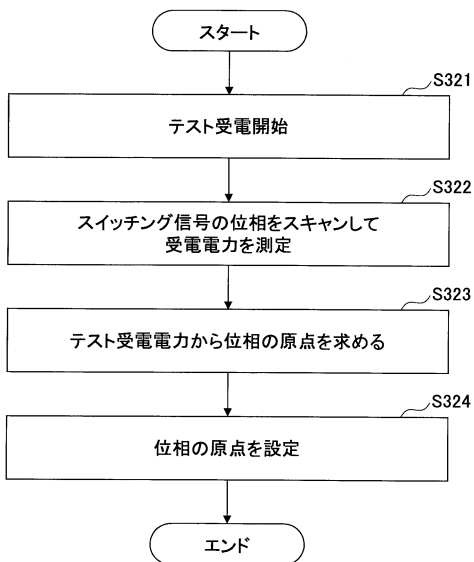 スタート
S321
テスト受電開始
S322
スイッチング信号の位相をスキャンして
受電電力を測定
S323
テスト受電電力から位相の原点を求める
S324
位相の原点を設定
エンド